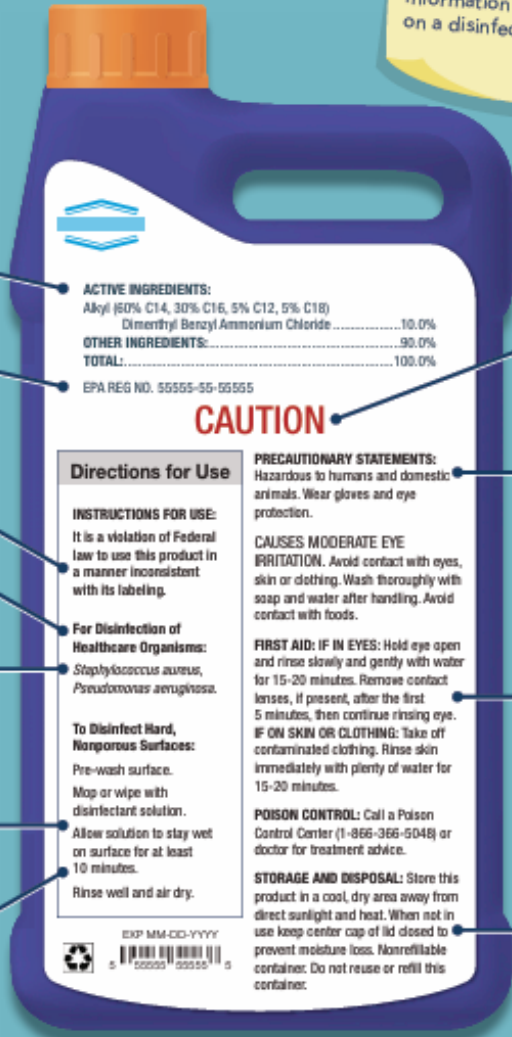 information
on a disinfec
ACTIVE INGREDIENTS:
Alkyl (60% C14, 30% C16, 5% C12, 5% C18)
Dimenthyl Benzyl Ammonium Chloride ................10.0%
OTHER INGREDIENTS:....................................90.0%
TOTAL:.........................................................100.0%
EPA REG NO. 55555-55-55555
CAUTION
Directions for Use
INSTRUCTIONS FOR USE:
It is a violation of Federal
law to use this product in
a manner inconsistent
with its labeling.
For Disinfection of
Healthcare Organisms:
Staphylococcus aureus,
Pseudomonas aeruginosa.
To Disinfect Hard,
Nonporous Surfaces:
Pre-wash surface.
Mop or wipe with
disinfectant solution.
Allow solution to stay wet
on surface for at least
10 minutes.
Rinse well and air dry.
EXP MM-DD-YYYY
5 55555 55555 5
PRECAUTIONARY STATEMENTS:
Hazardous to humans and domestic
animals. Wear gloves and eye
protection.
CAUSES MODERATE EYE
IRRITATION. Avoid contact with eyes,
skin or clothing. Wash thoroughly with
soap and water after handling. Avoid
contact with foods.
FIRST AID: IF IN EYES: Hold eye open
and rinse slowly and gently with water
for 15-20 minutes. Remove contact
lenses, if present, after the first
5 minutes, then continue rinsing eye.
IF ON SKIN OR CLOTHING: Take off
contaminated clothing. Rinse skin
immediately with plenty of water for
15-20 minutes.
POISON CONTROL: Call a Poison
Control Center (1-866-366-5048) or
doctor for treatment advice.
STORAGE AND DISPOSAL: Store this
product in a cool, dry area away from
direct sunlight and heat. When not in
use keep center cap of lid closed to
prevent moisture loss. Nonrefillable
container. Do not reuse or refill this
container.